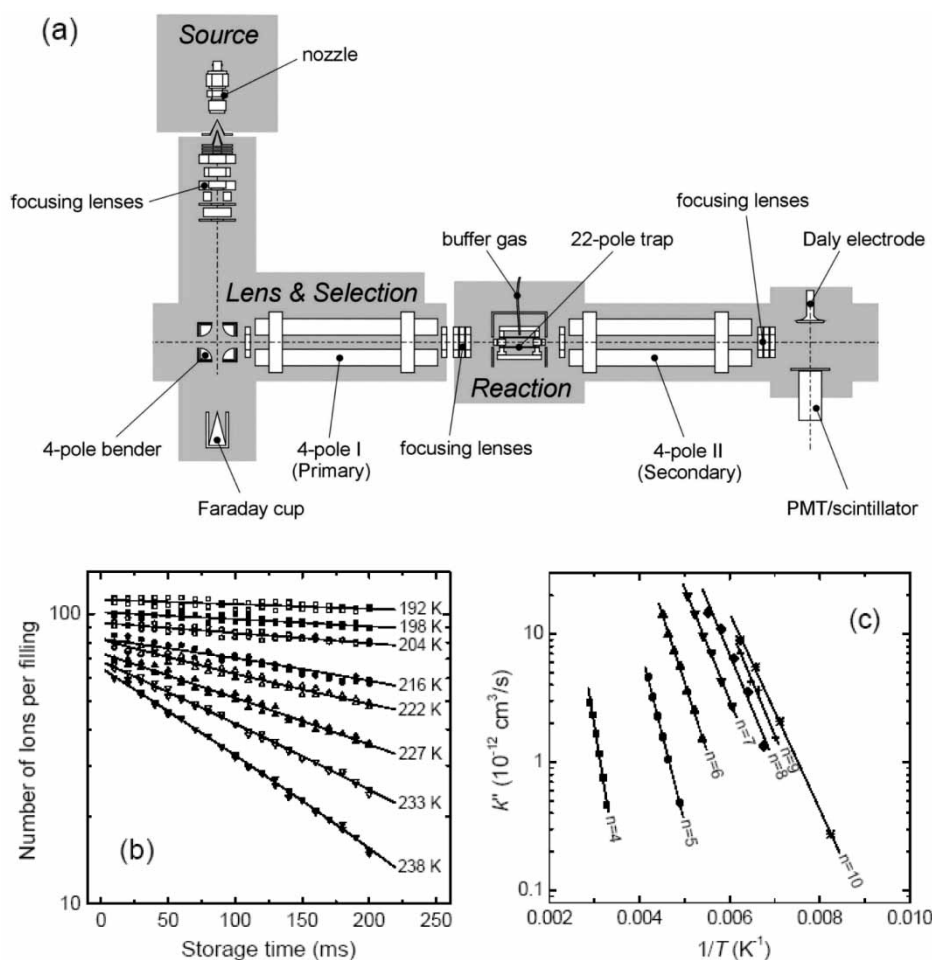 (a)
Source
nozzle
focusing lenses
focusing lenses
buffer gas
22-pole trap
Daly electrode
Lens & Selection
Reaction
4-pole bender
4-pole I
(Primary)
focusing lenses
4-pole II
(Secondary)
Faraday cup
PMT/scintillator
Number of Ions per filling
100
10
192 K
198 K
204 K
216 K
222 K
227 K
233 K
238 K
(b)
0 50 100 150 200 250
Storage time (ms)
k" (10⁻¹² cm³/s)
10
1
0.1
(c)
n=4
n=5
n=6
n=7
n=8
n=9
n=10
0.002 0.004 0.006 0.008 0.010
1/T (K⁻¹)